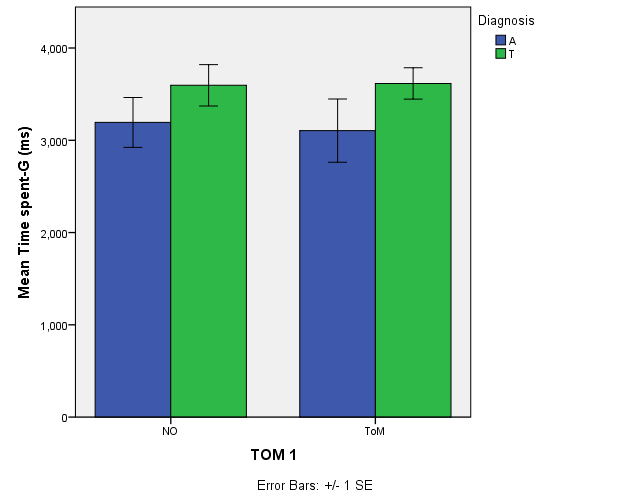 Diagnosis
A
T
Mean Time spent-G (ms)
4,000
3,000
2,000
1,000
0
NO
ToM
TOM 1
Error Bars: +/- 1 SE